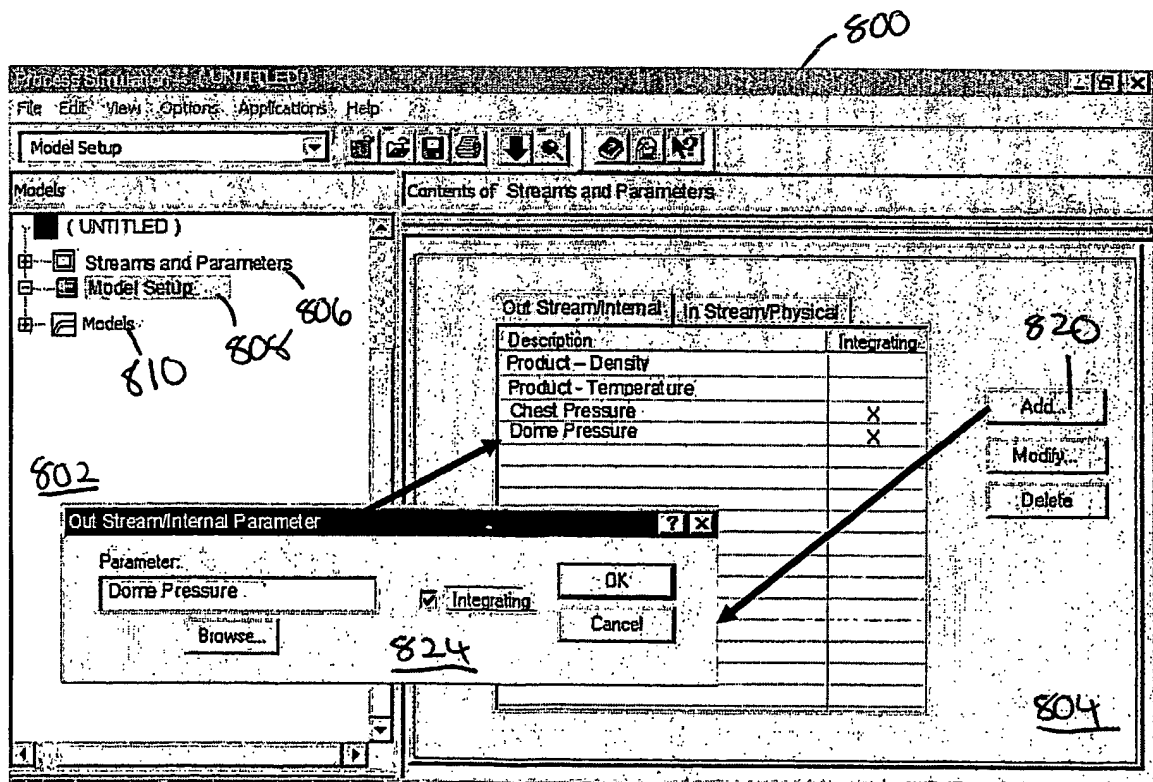 800
Process Simulation - (UNTITLED)
File Edit View Options Applications Help
Model Setup
Models
Contents of Streams and Parameters
( UNTITLED )
Streams and Parameters
Model Setup
Models
806
808
810
802
Out Stream/Internal In Stream/Physical
Description Integrating
Product - Density
Product - Temperature
Chest Pressure X
Dome Pressure X
820
Add...
Modify...
Delete
Out Stream/Internal Parameter
Parameter:
Dome Pressure
Integrating
OK
Cancel
Browse...
824
804